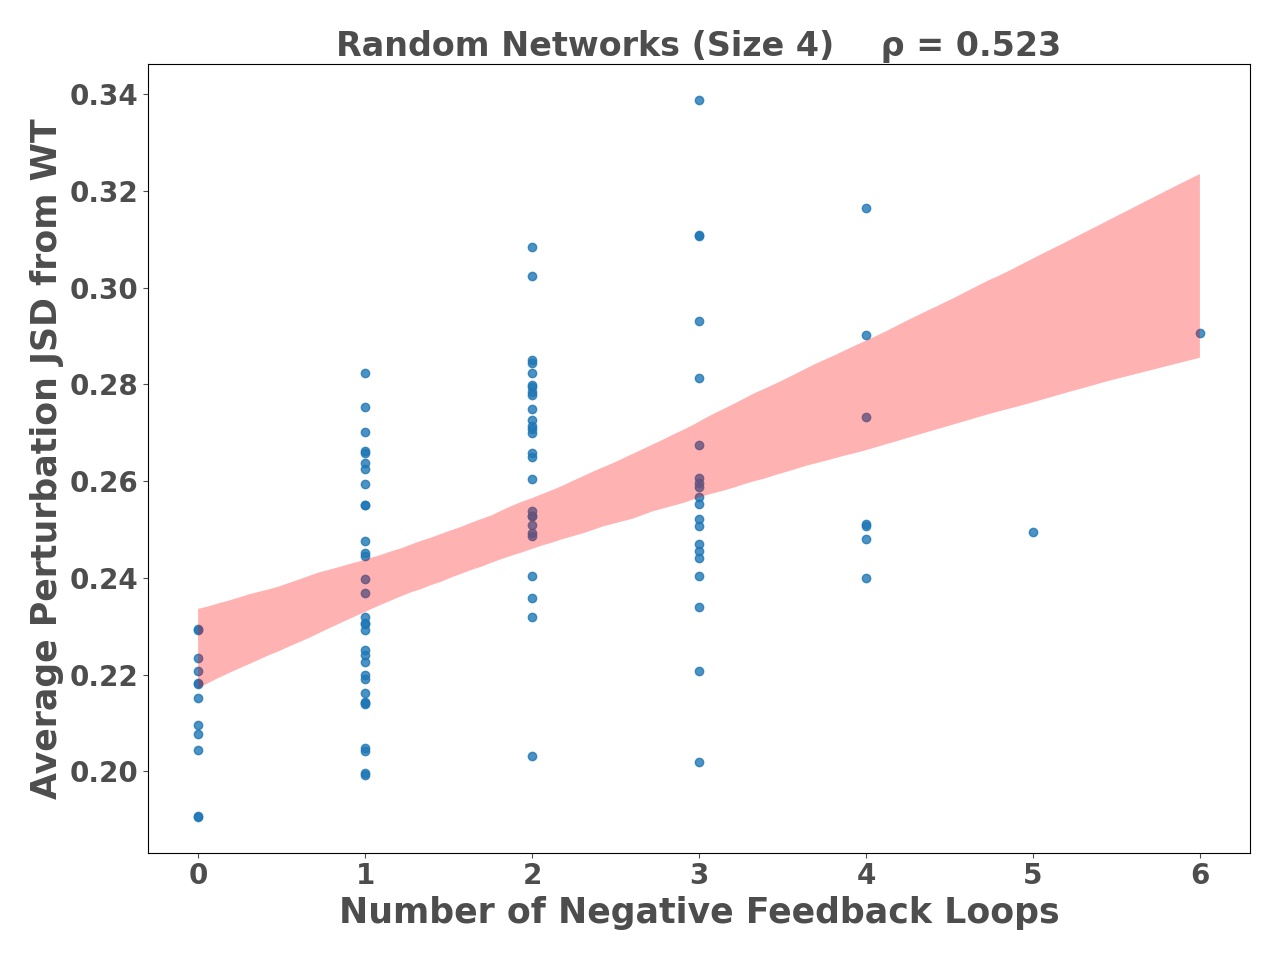 Random Networks (Size 4) ρ = 0.523
Average Perturbation JSD from WT
0.34
0.32
0.30
0.28
0.26
0.24
0.22
0.20
0 1 2 3 4 5 6
Number of Negative Feedback Loops